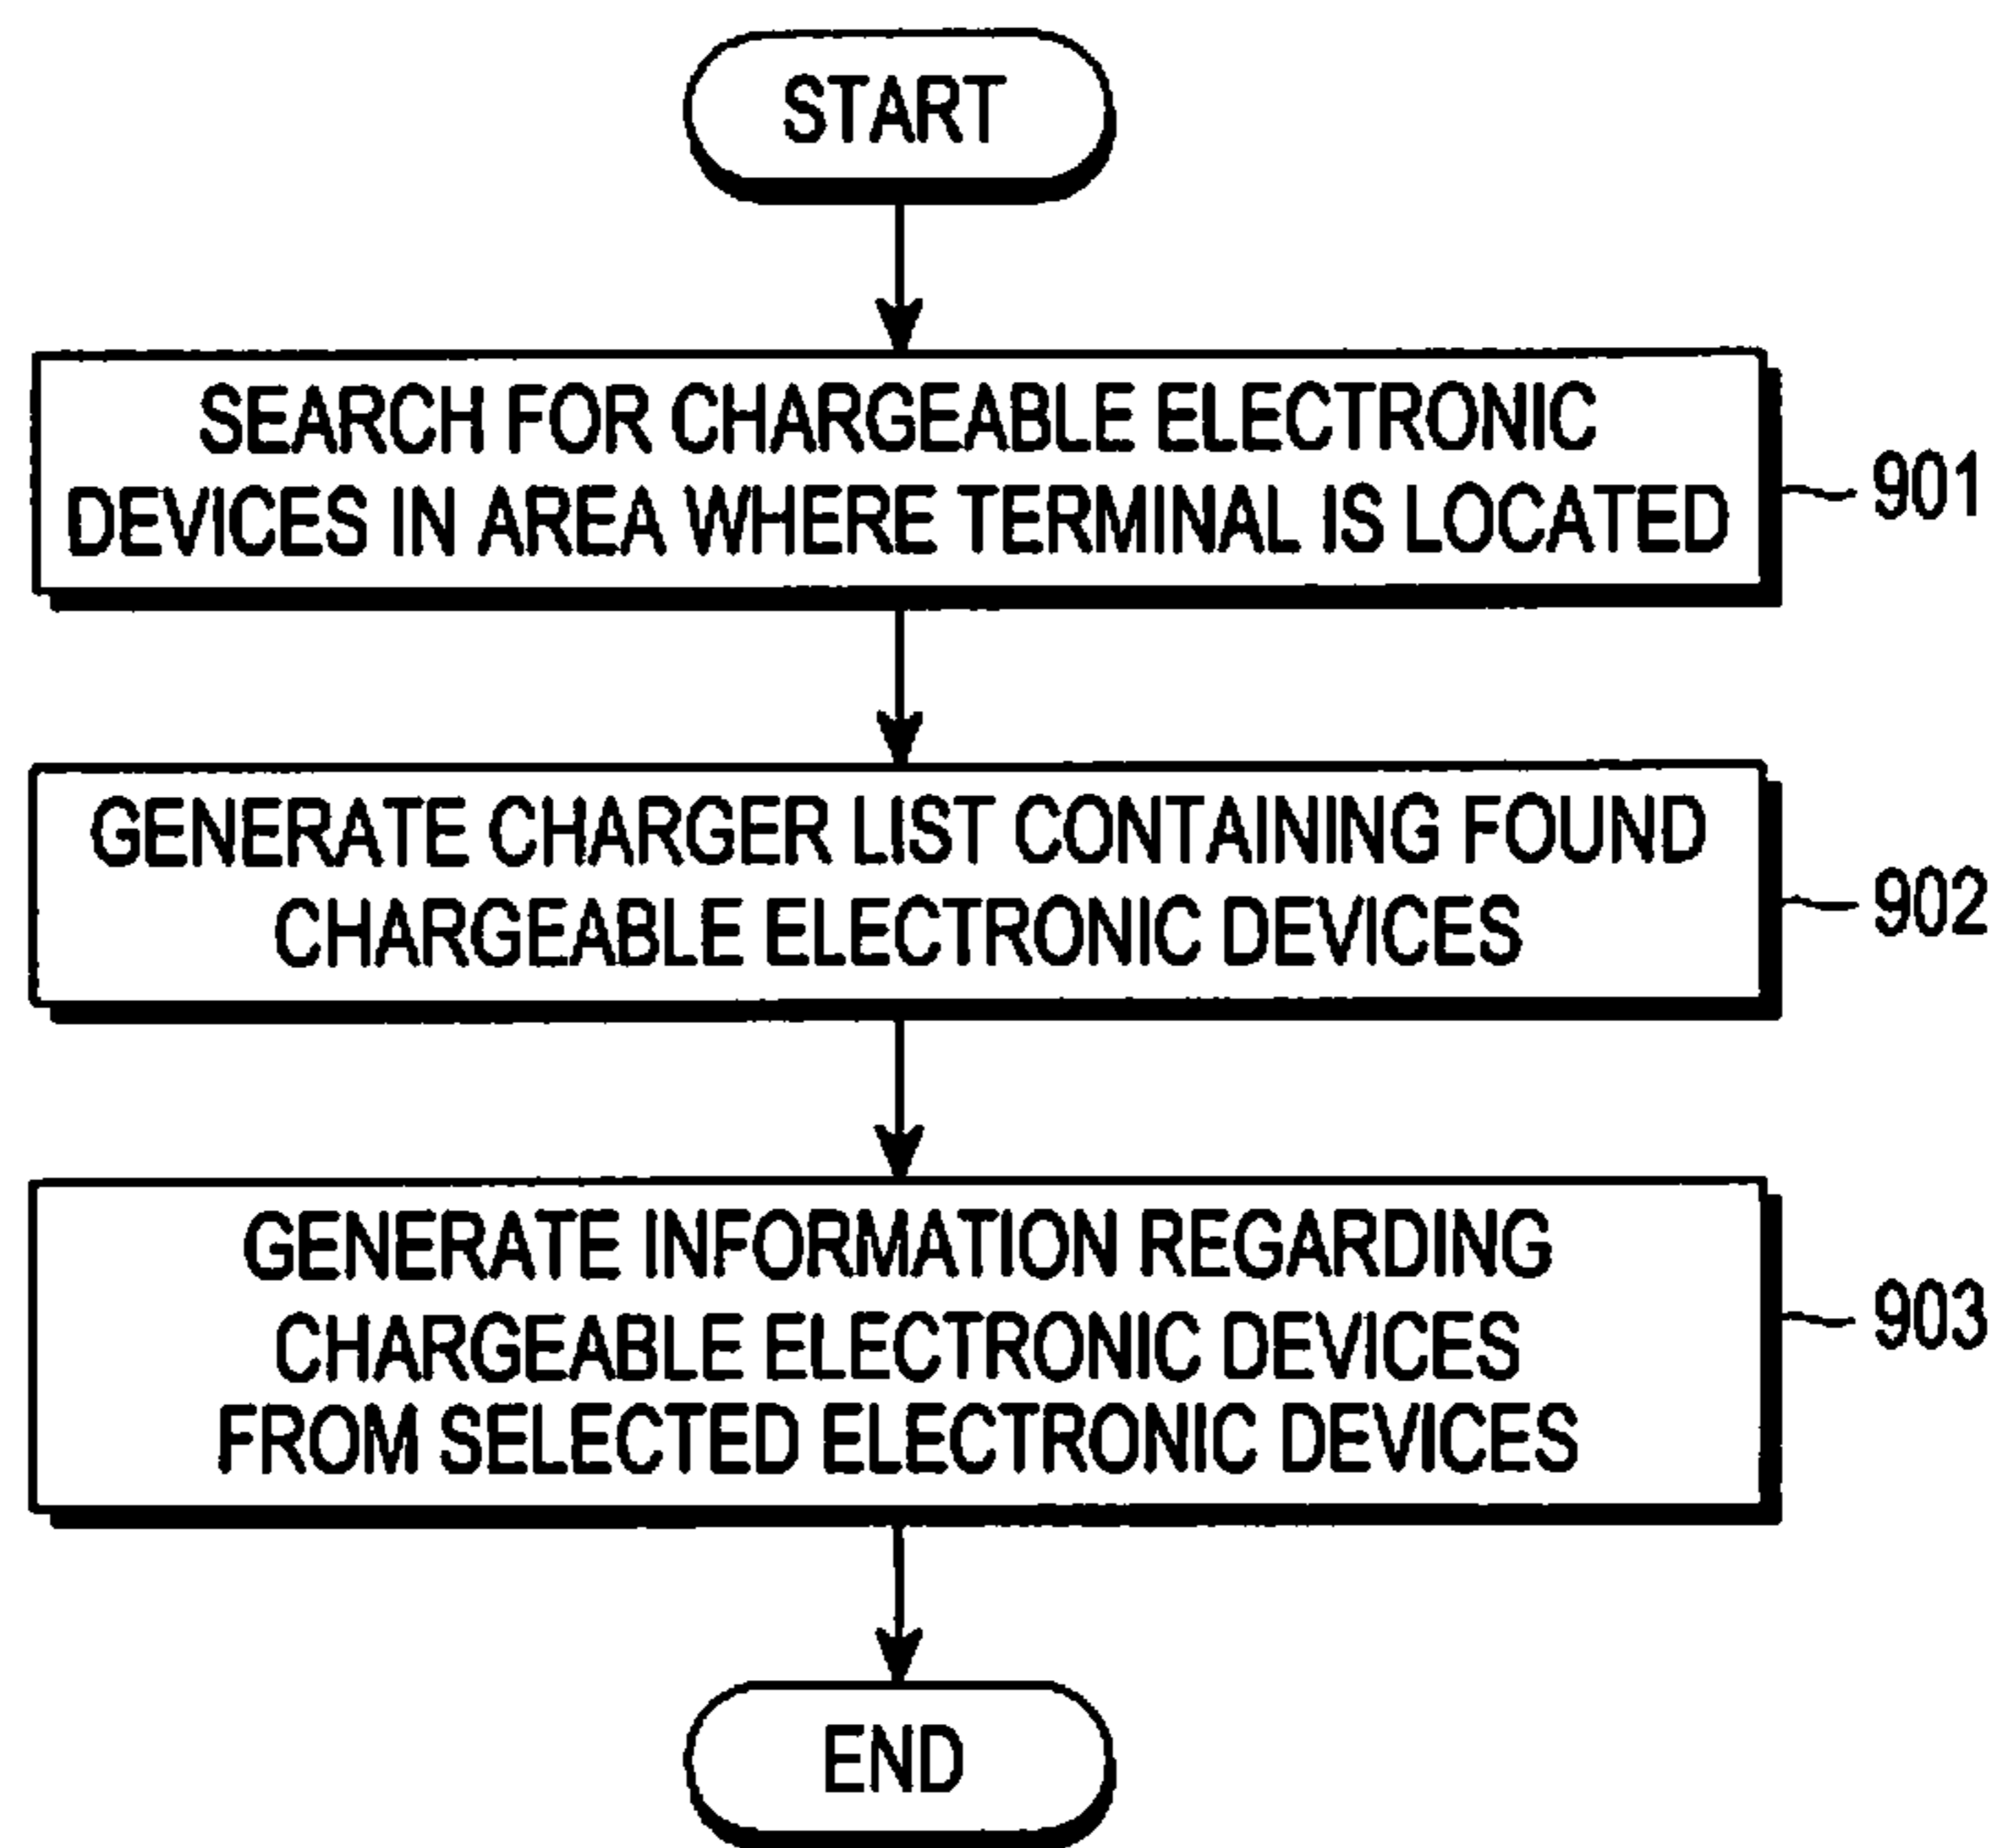 START
SEARCH FOR CHARGEABLE ELECTRONIC
DEVICES IN AREA WHERE TERMINAL IS LOCATED
901
GENERATE CHARGER LIST CONTAINING FOUND
CHARGEABLE ELECTRONIC DEVICES
902
GENERATE INFORMATION REGARDING
CHARGEABLE ELECTRONIC DEVICES
FROM SELECTED ELECTRONIC DEVICES
903
END